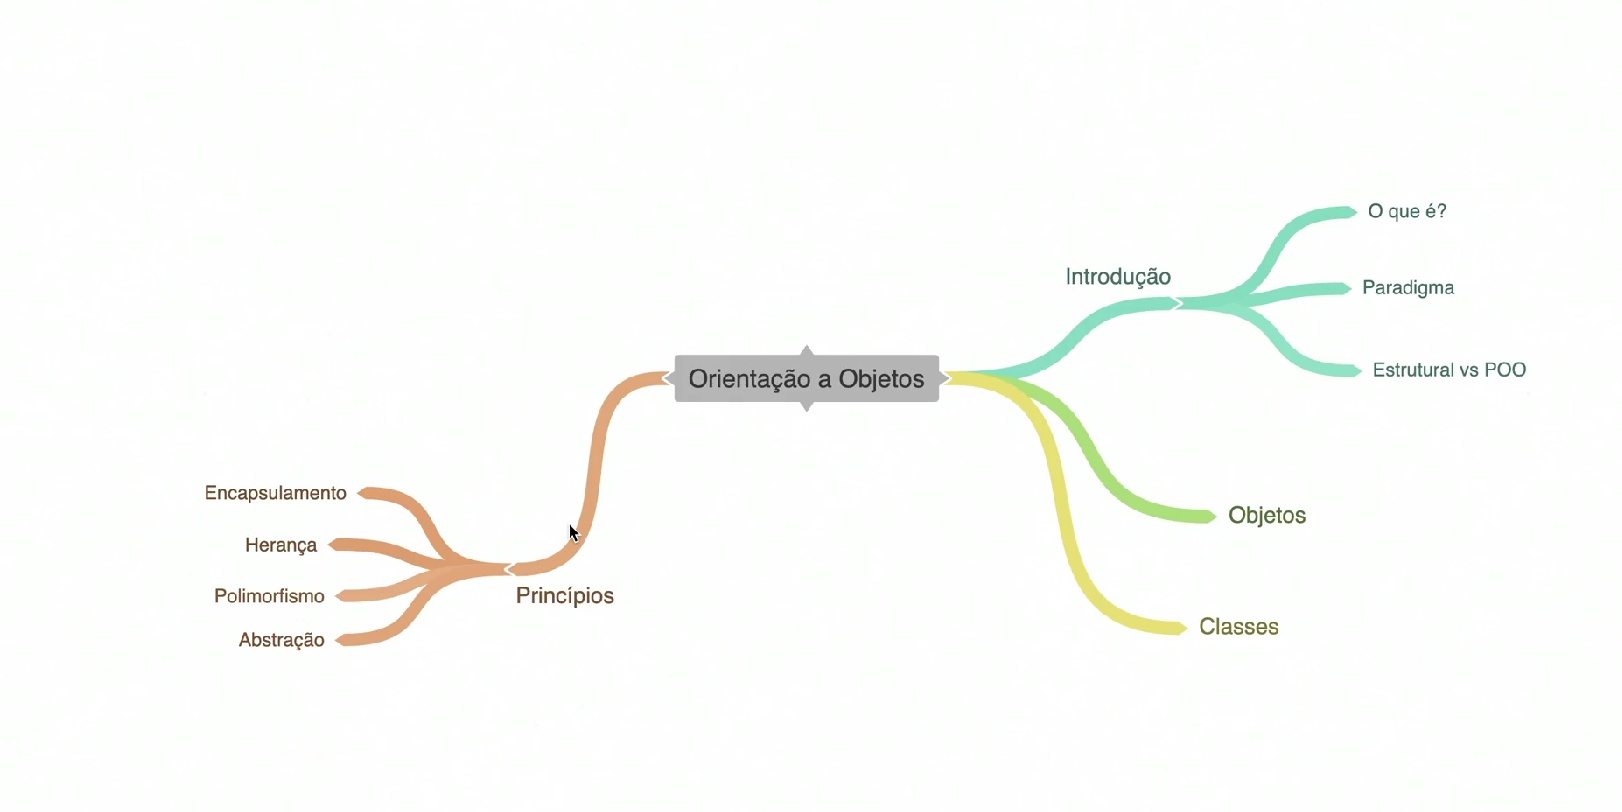 Orientação a Objetos
Introdução
O que é?
Paradigma
Estrutural vs POO
Objetos
Classes
Princípios
Encapsulamento
Herança
Polimorfismo
Abstração